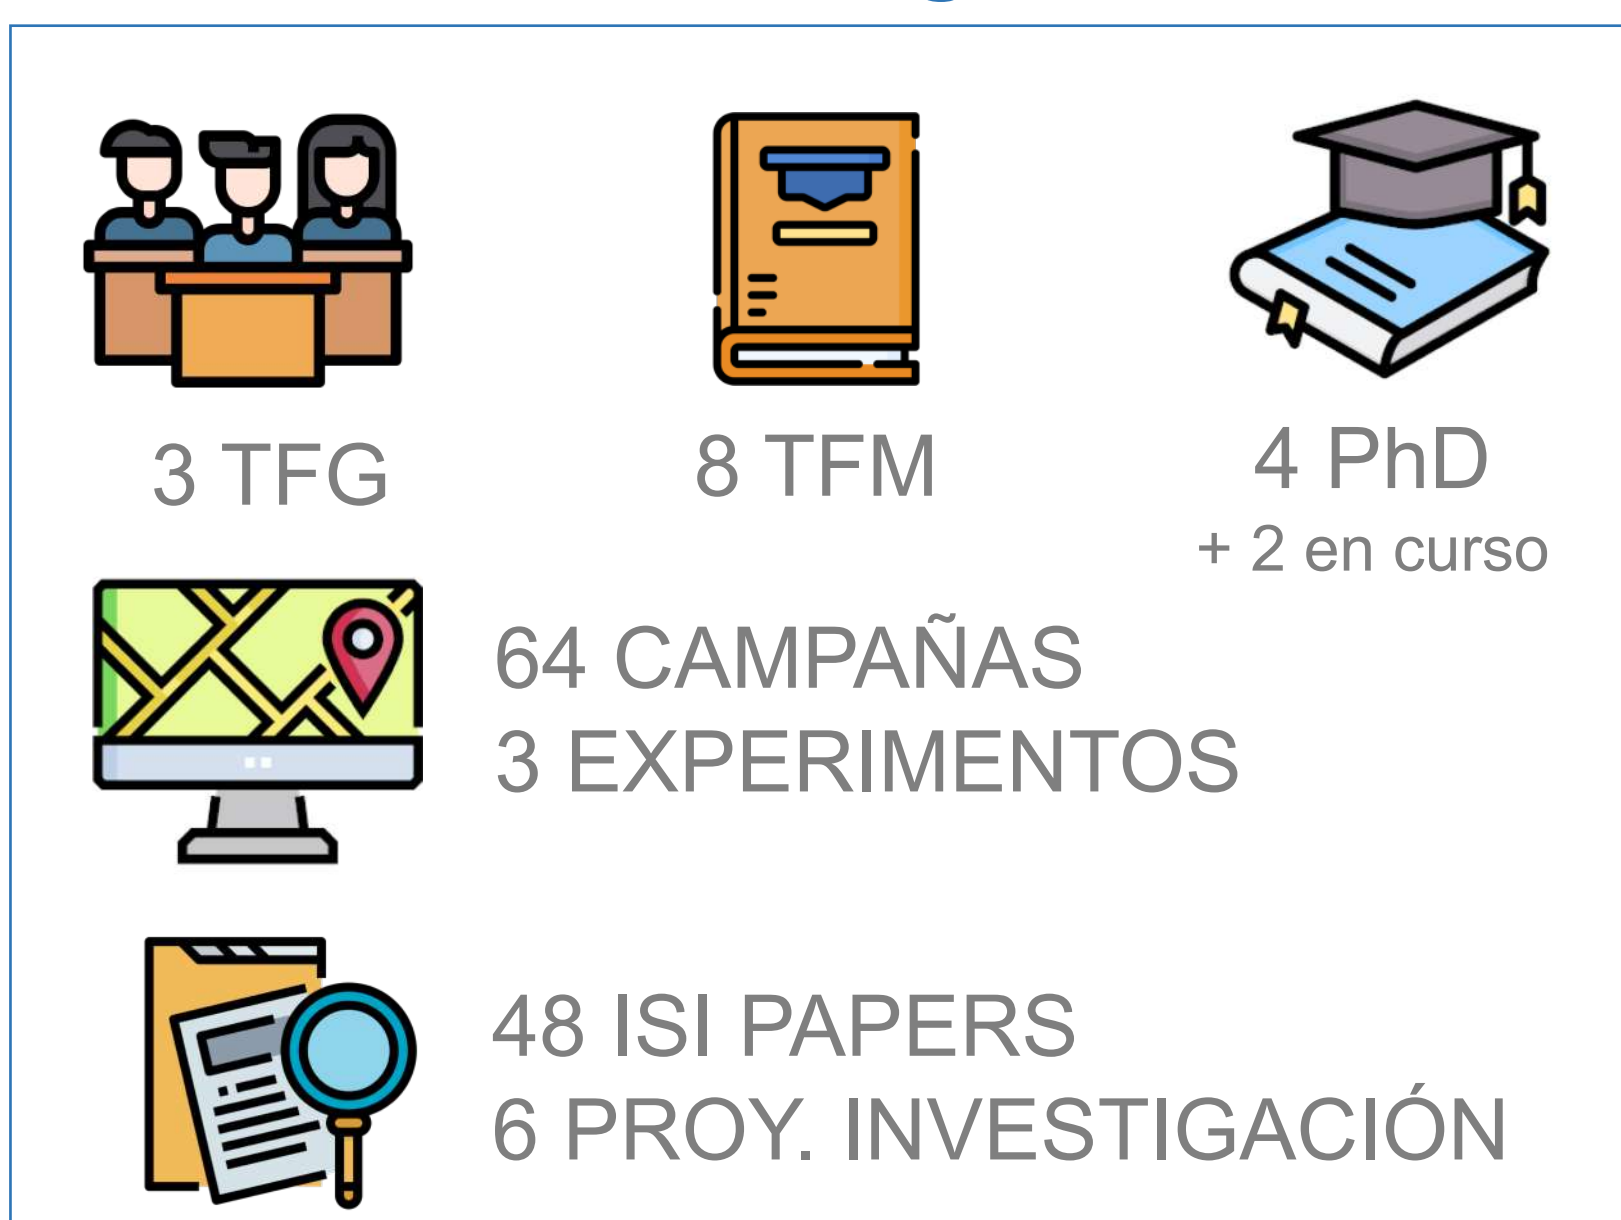 3 TFG
8 TFM
4 PhD
+ 2 en curso
64 CAMPAÑAS
3 EXPERIMENTOS
48 ISI PAPERS
6 PROY. INVESTIGACIÓN